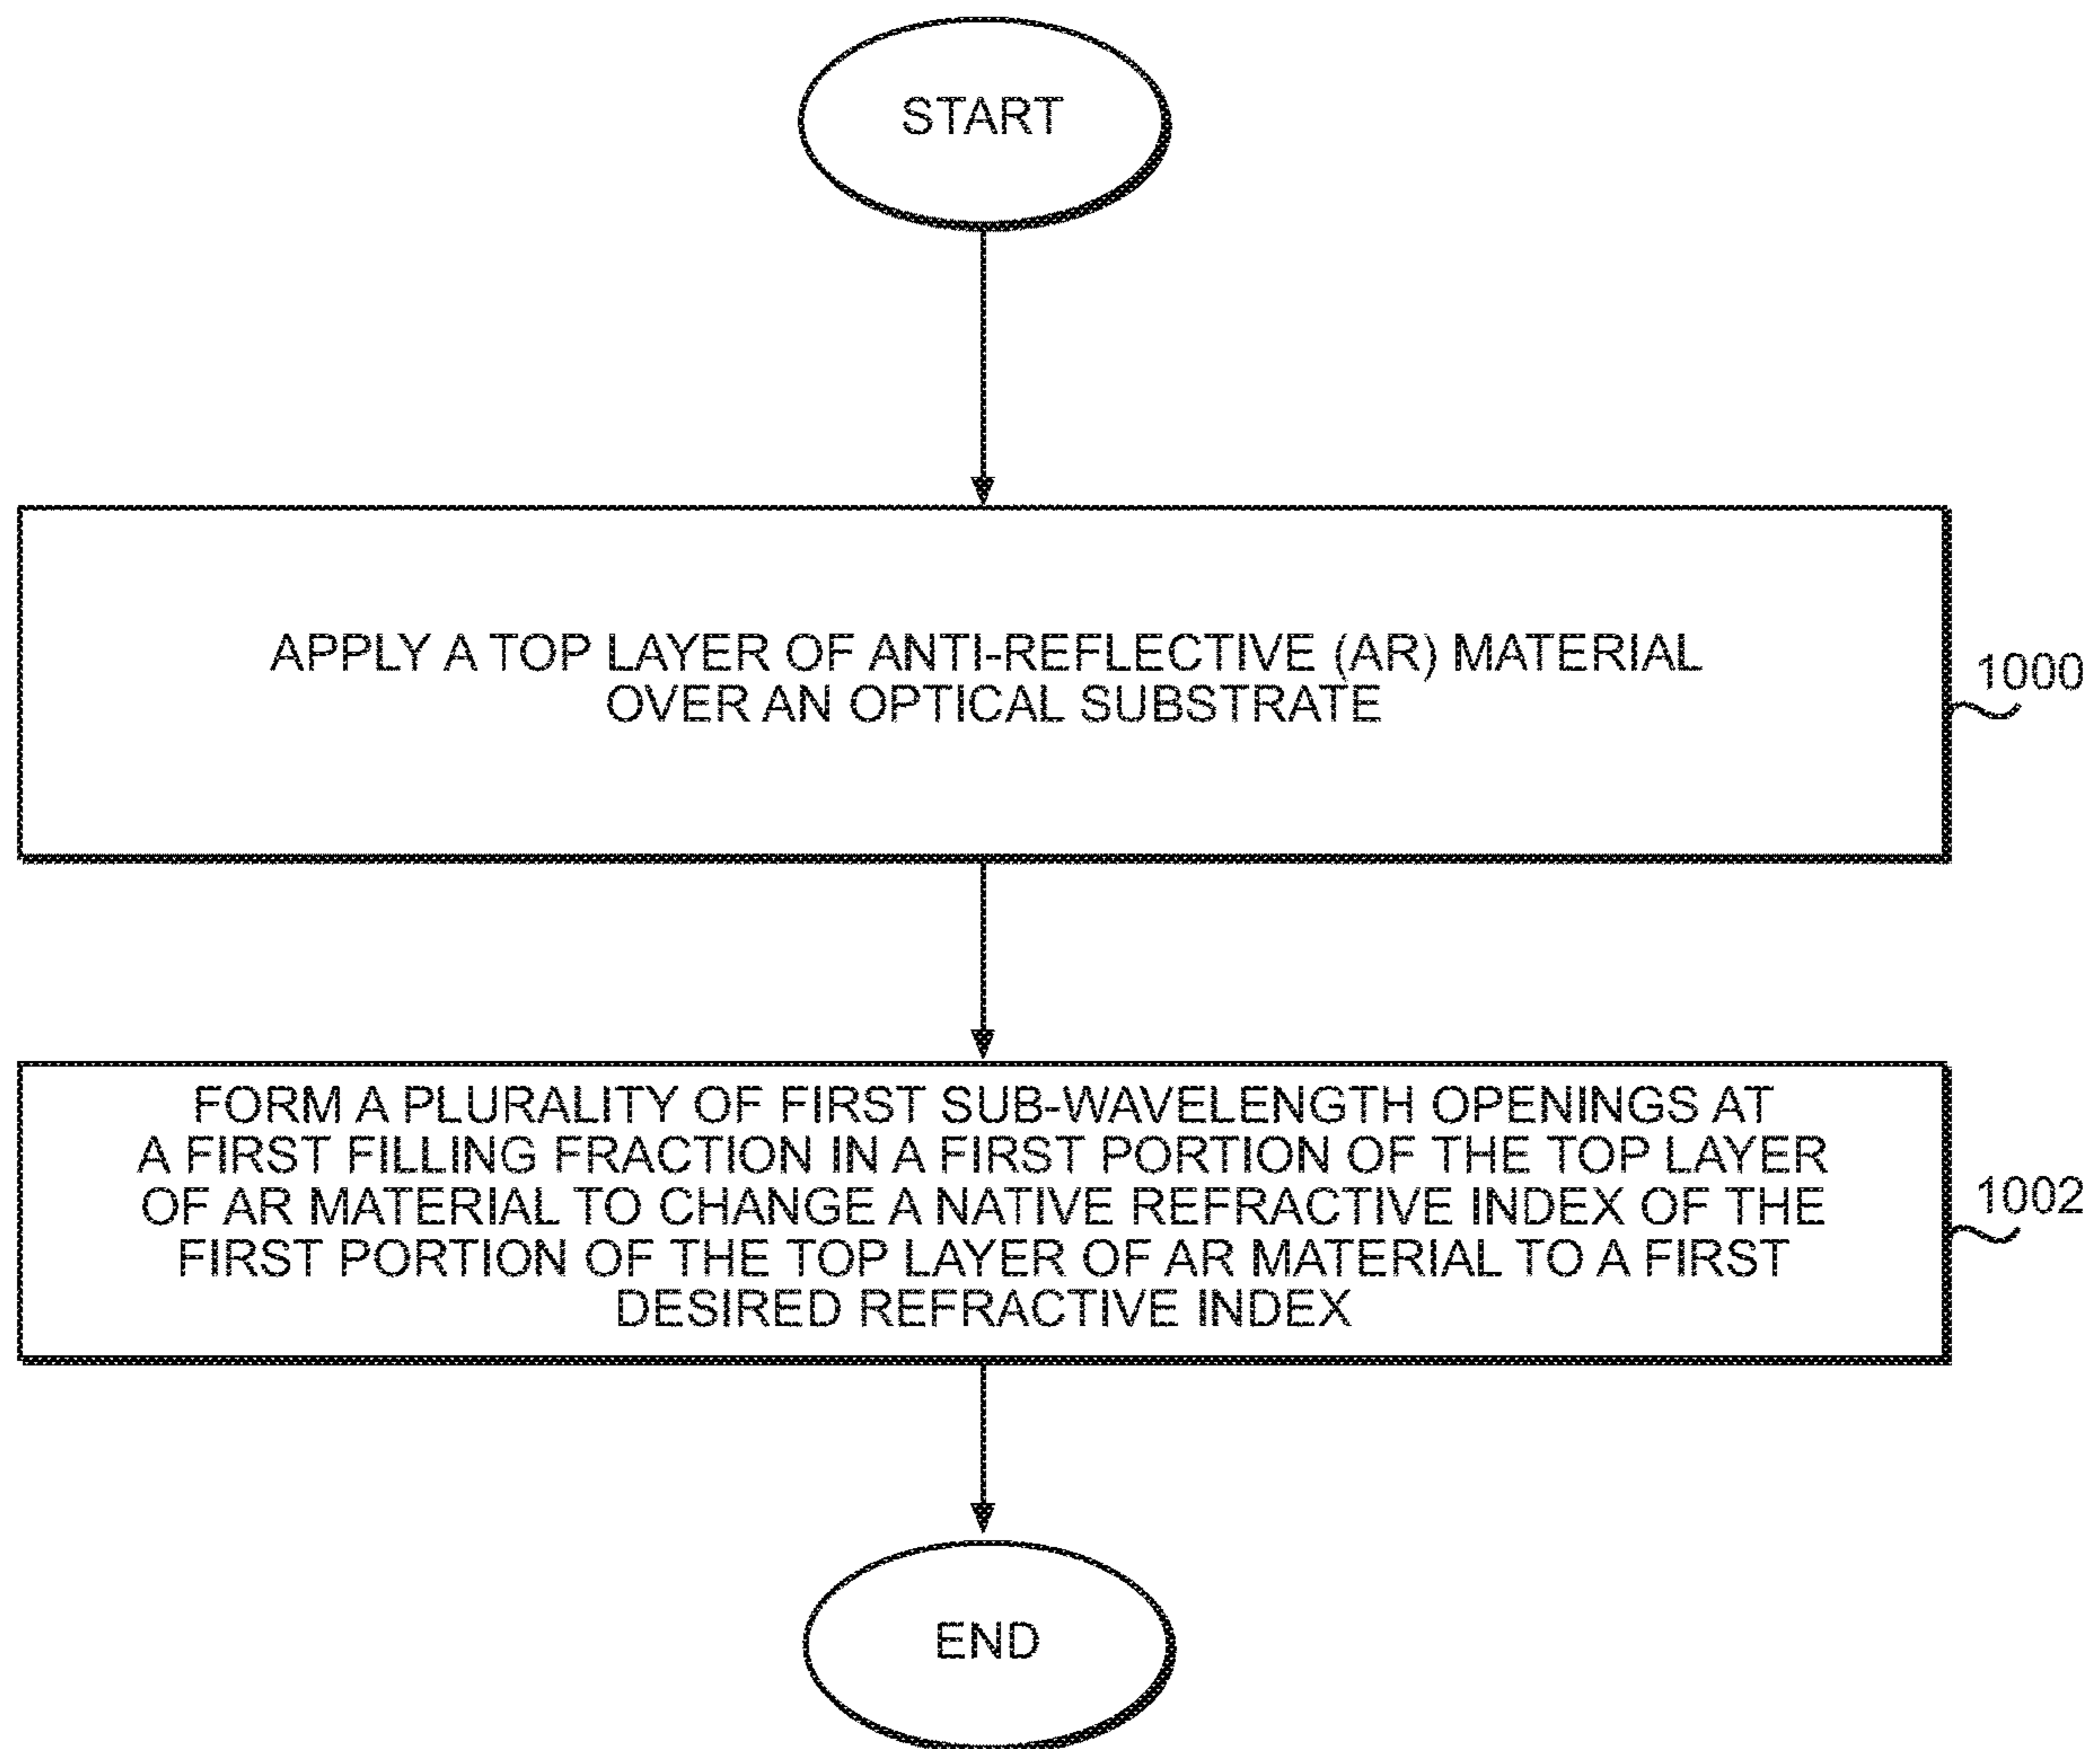 START
APPLY A TOP LAYER OF ANTI-REFLECTIVE (AR) MATERIAL
OVER AN OPTICAL SUBSTRATE
1000
FORM A PLURALITY OF FIRST SUB-WAVELENGTH OPENINGS AT
A FIRST FILLING FRACTION IN A FIRST PORTION OF THE TOP LAYER
OF AR MATERIAL TO CHANGE A NATIVE REFRACTIVE INDEX OF THE
FIRST PORTION OF THE TOP LAYER OF AR MATERIAL TO A FIRST
DESIRED REFRACTIVE INDEX
1002
END